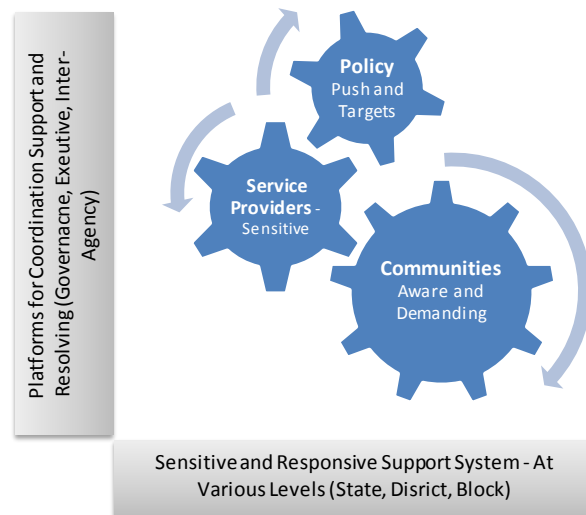 Platforms for Coordination Support and
Resolving (Governacne, Exeutive, Inter-
Agency)
Policy
Push and
Targets
Service
Providers -
Sensitive
Communities
Aware and
Demanding
Sensitive and Responsive Support System - At
Various Levels (State, Disrict, Block)